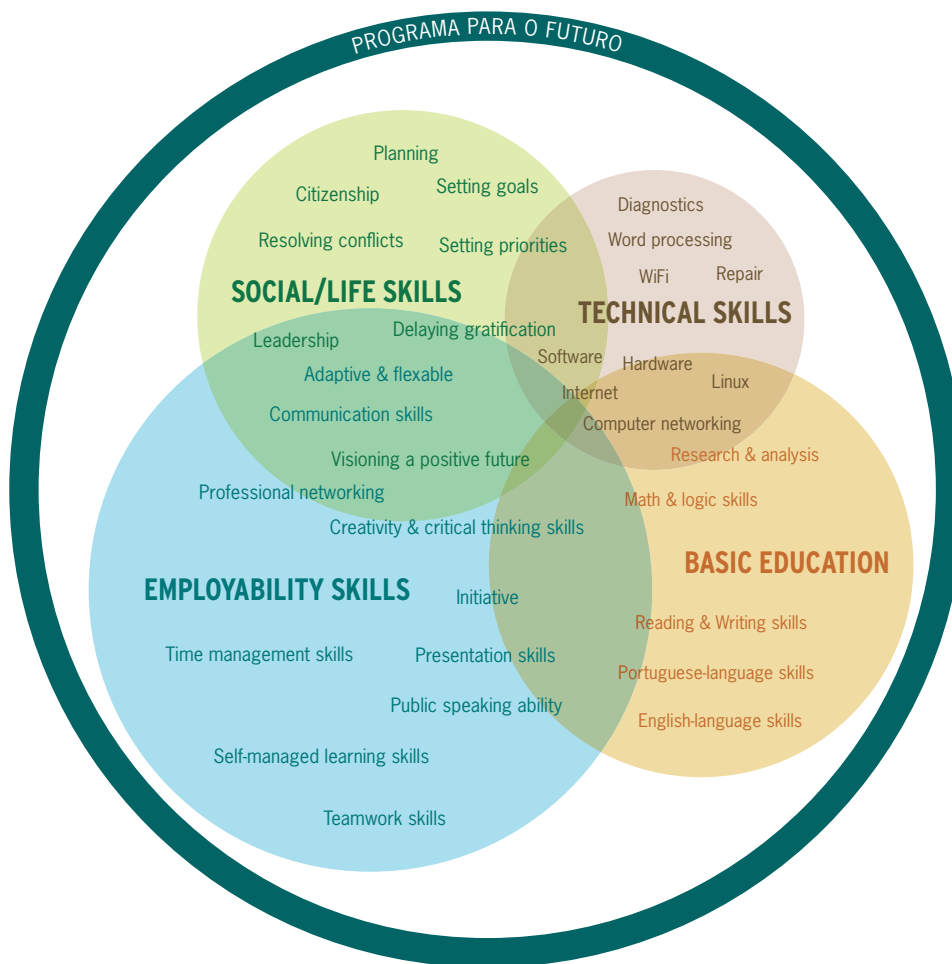 PROGRAMA PARA O FUTURO
Planning
Citizenship
Setting goals
Resolving conflicts
Setting priorities
SOCIAL/LIFE SKILLS
Leadership
Delaying gratification
Adaptive & flexable
Communication skills
Visioning a positive future
Diagnostics
Word processing
WiFi
Repair
TECHNICAL SKILLS
Software
Hardware
Internet
Linux
Computer networking
Research & analysis
Math & logic skills
BASIC EDUCATION
Reading & Writing skills
Portuguese-language skills
English-language skills
Professional networking
Creativity & critical thinking skills
EMPLOYABILITY SKILLS
Initiative
Time management skills
Presentation skills
Public speaking ability
Self-managed learning skills
Teamwork skills